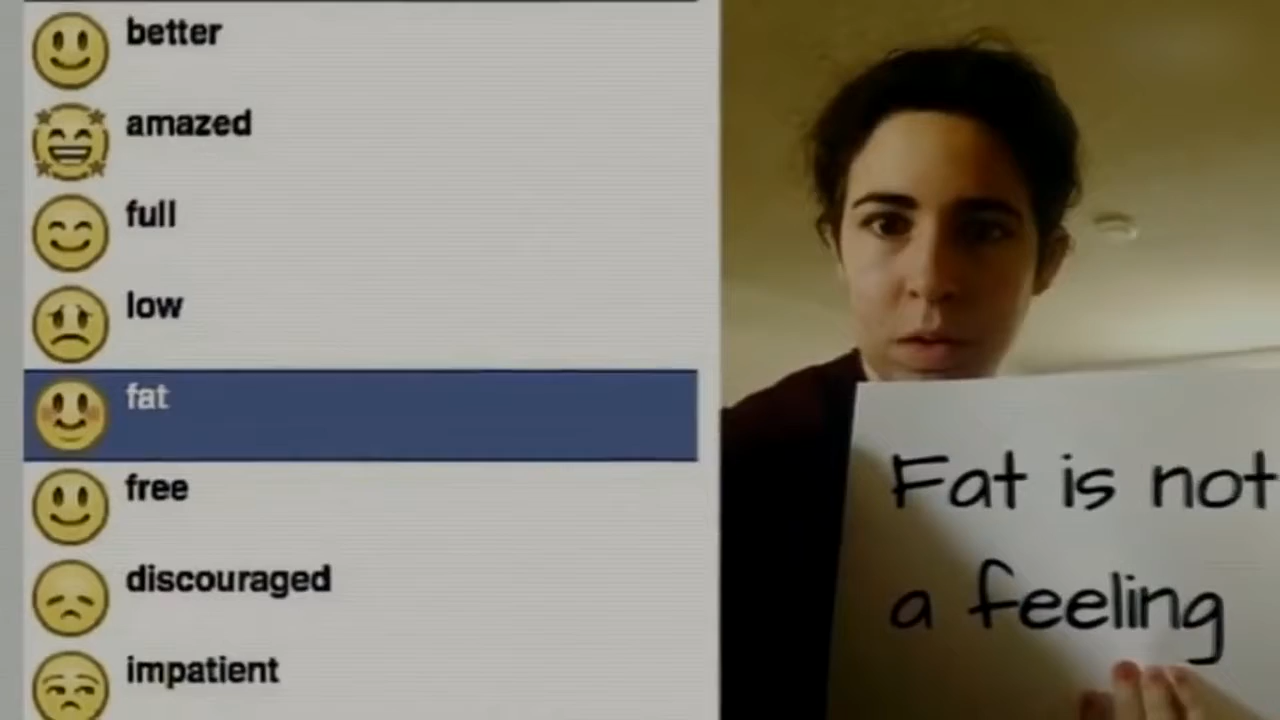 better
amazed
full
low
fat
free
discouraged
impatient
Fat is not
a feeling